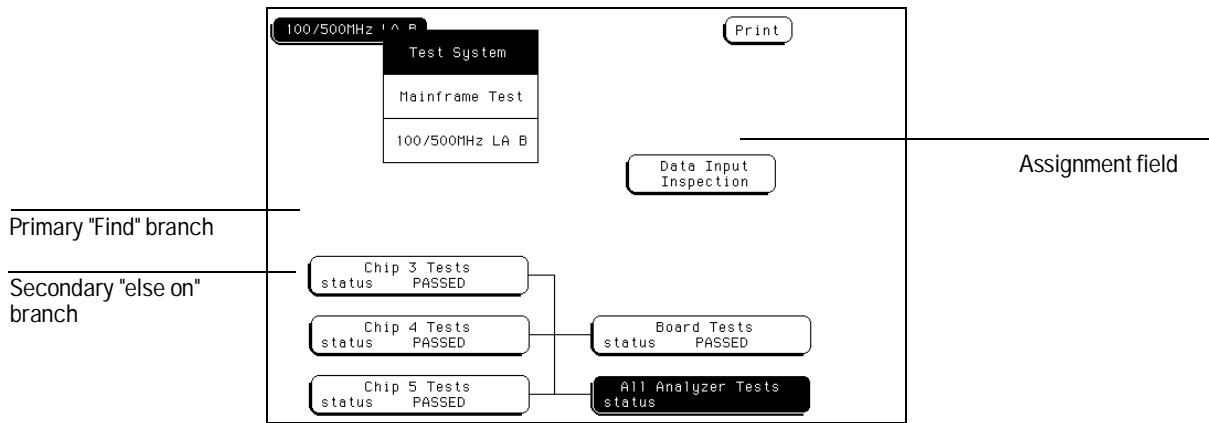 100/500MHz LA B
Print
Test System
Mainframe Test
100/500MHz LA B
Data Input
Inspection
Assignment field
Primary "Find" branch
Secondary "else on"
branch
Chip 3 Tests
status PASSED
Chip 4 Tests
status PASSED
Board Tests
status PASSED
Chip 5 Tests
status PASSED
All Analyzer Tests
status